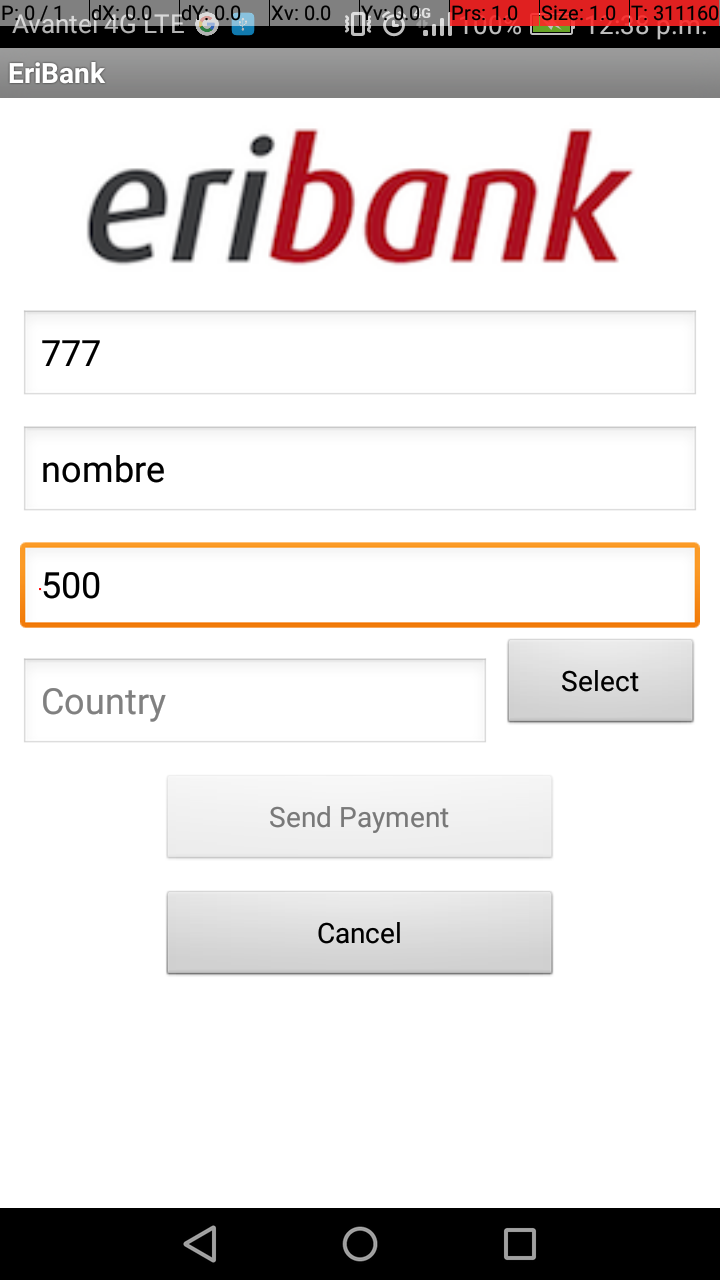 P: 0 / 1 dX: 0.0 dY: 0.0 Xv: 0.0 Yv: 0.0 Prs: 1.0 Size: 1.0 T: 311160
Avantel 4G LTE 4G 100% 12:38 p.m.
EriBank
eribank
777
nombre
500
Country
Select
Send Payment
Cancel